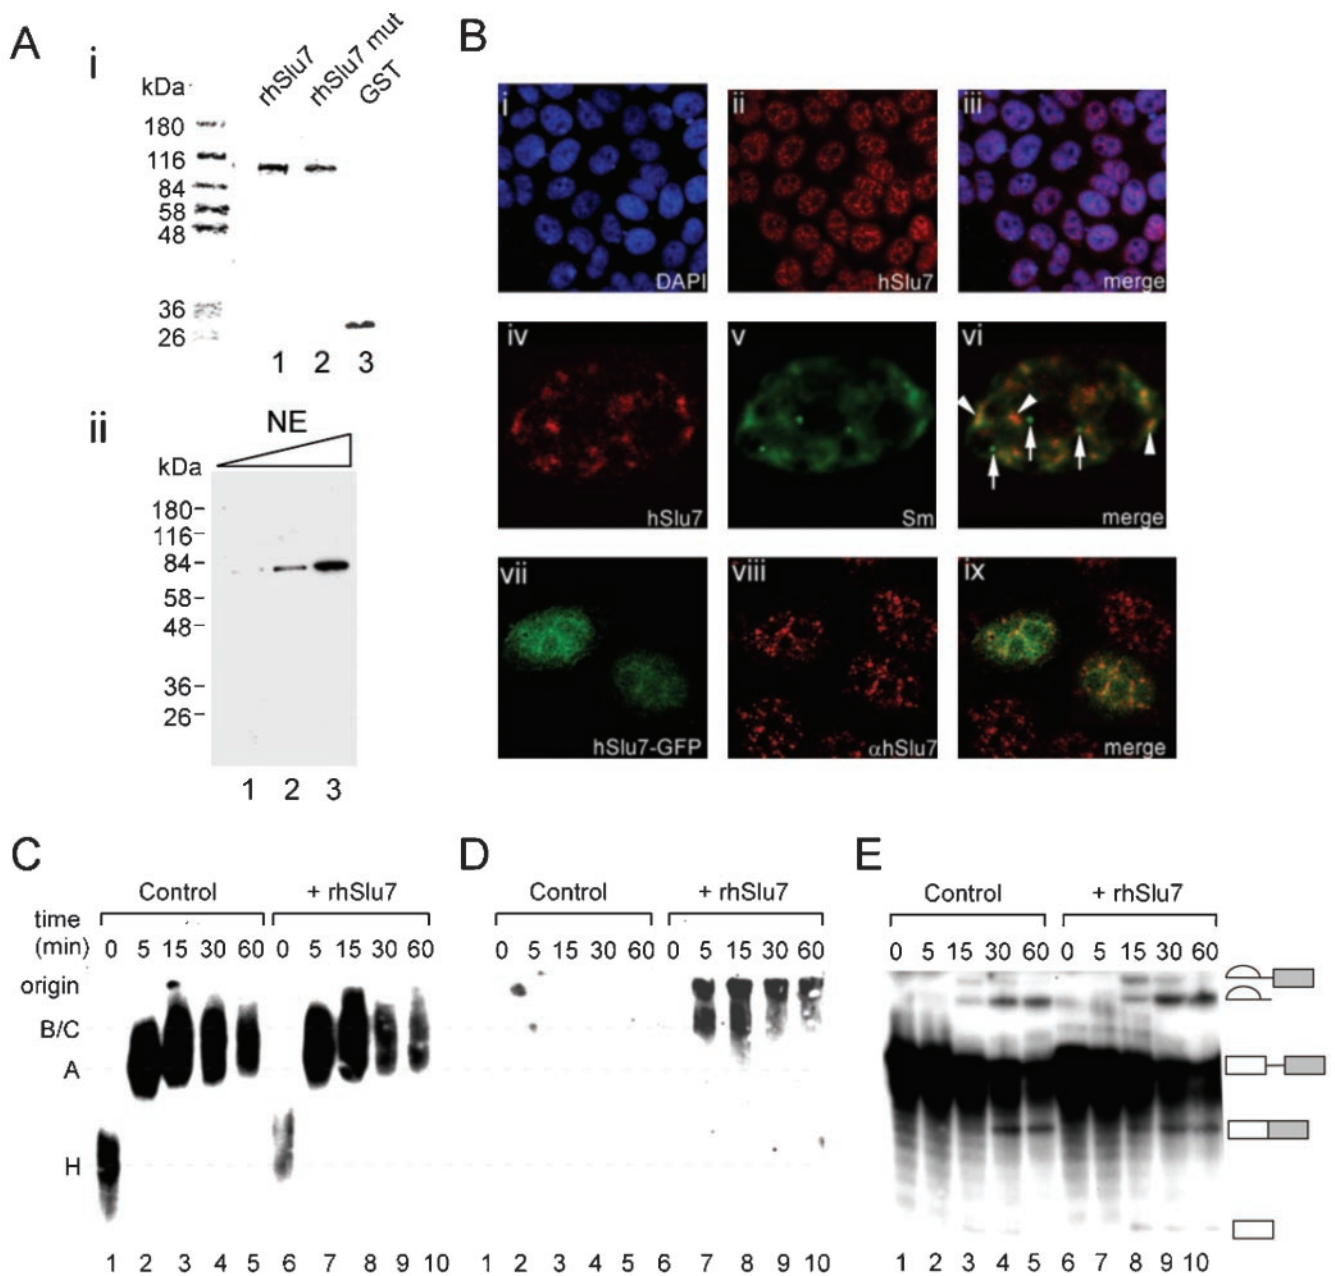 A
i
kDa
rhSlu7
rhSlu7 mut
GST
180
116
84
58
48
36
26
1 2 3
ii
NE
kDa
180-
116-
84-
58-
48-
36-
26-
1 2 3
B
i
DAPI
ii
hSlu7
iii
merge
iv
hSlu7
v
Sm
vi
merge
vii
hSlu7-GFP
viii
αhSlu7
ix
merge
C
Control + rhSlu7
time
(min) 0 5 15 30 60 0 5 15 30 60
origin
B/C
A
H
1 2 3 4 5 6 7 8 9 10
D
Control + rhSlu7
0 5 15 30 60 0 5 15 30 60
1 2 3 4 5 6 7 8 9 10
E
Control + rhSlu7
0 5 15 30 60 0 5 15 30 60
1 2 3 4 5 6 7 8 9 10